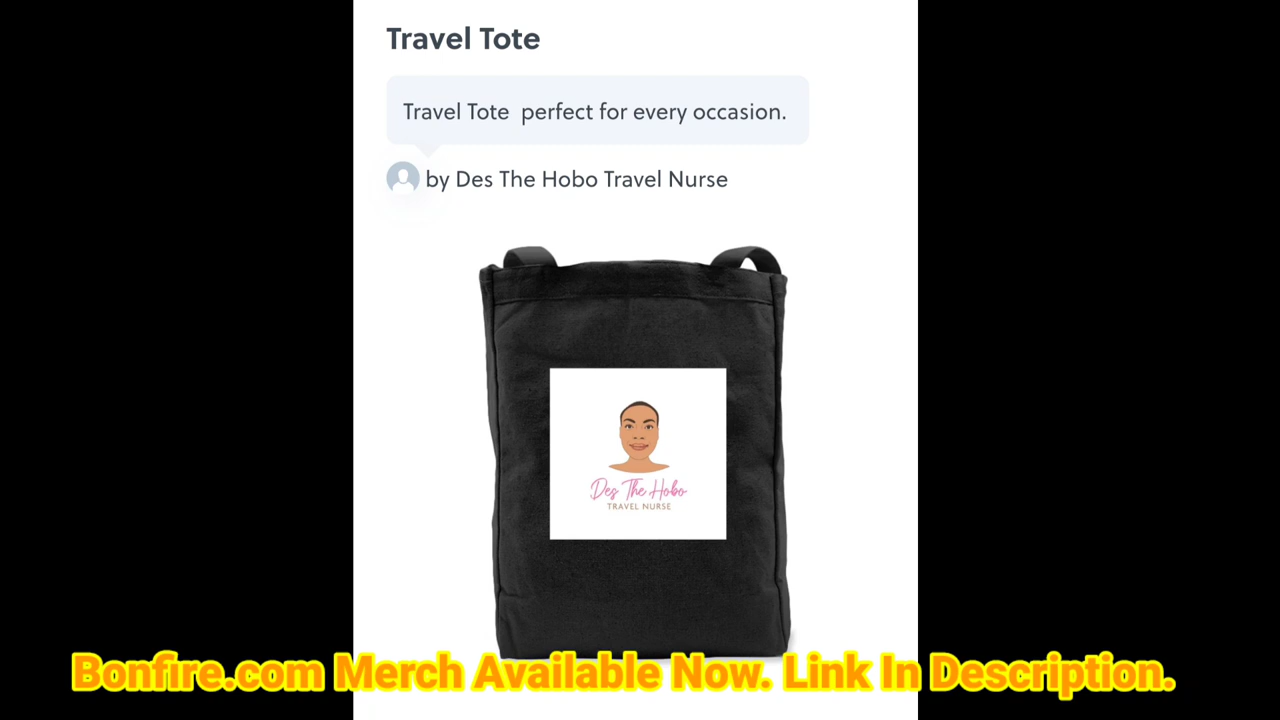 Travel Tote
Travel Tote  perfect for every occasion.
by Des The Hobo Travel Nurse
Des The Hobo
TRAVEL NURSE
Bonfire.com Merch Available Now. Link In Description.